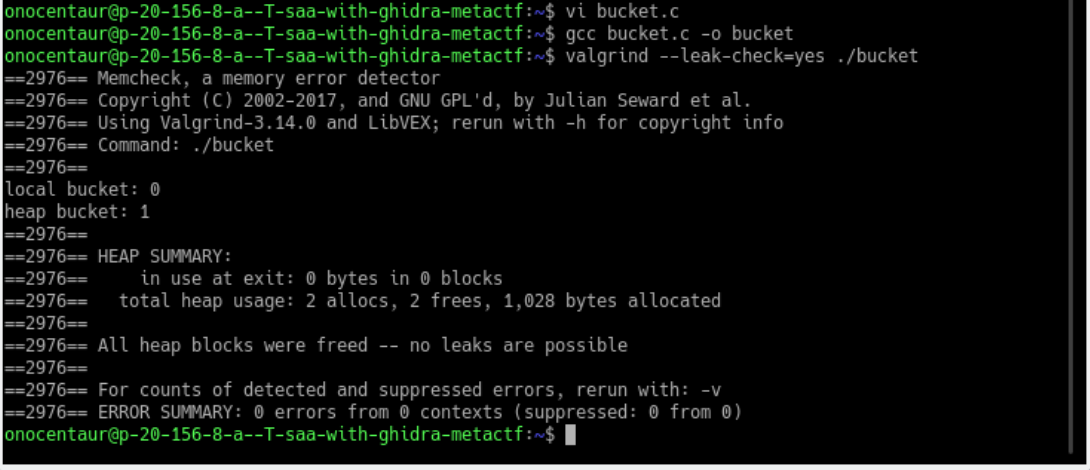 onocentaur@p-20-156-8-a--T-saa-with-ghidra-metactf:~$ vi bucket.c
onocentaur@p-20-156-8-a--T-saa-with-ghidra-metactf:~$ gcc bucket.c -o bucket
onocentaur@p-20-156-8-a--T-saa-with-ghidra-metactf:~$ valgrind --leak-check=yes ./bucket
==2976== Memcheck, a memory error detector
==2976== Copyright (C) 2002-2017, and GNU GPL'd, by Julian Seward et al.
==2976== Using Valgrind-3.14.0 and LibVEX; rerun with -h for copyright info
==2976== Command: ./bucket
==2976==
local bucket: 0
heap bucket: 1
==2976==
==2976== HEAP SUMMARY:
==2976==     in use at exit: 0 bytes in 0 blocks
==2976==   total heap usage: 2 allocs, 2 frees, 1,028 bytes allocated
==2976==
==2976== All heap blocks were freed -- no leaks are possible
==2976==
==2976== For counts of detected and suppressed errors, rerun with: -v
==2976== ERROR SUMMARY: 0 errors from 0 contexts (suppressed: 0 from 0)
onocentaur@p-20-156-8-a--T-saa-with-ghidra-metactf:~$